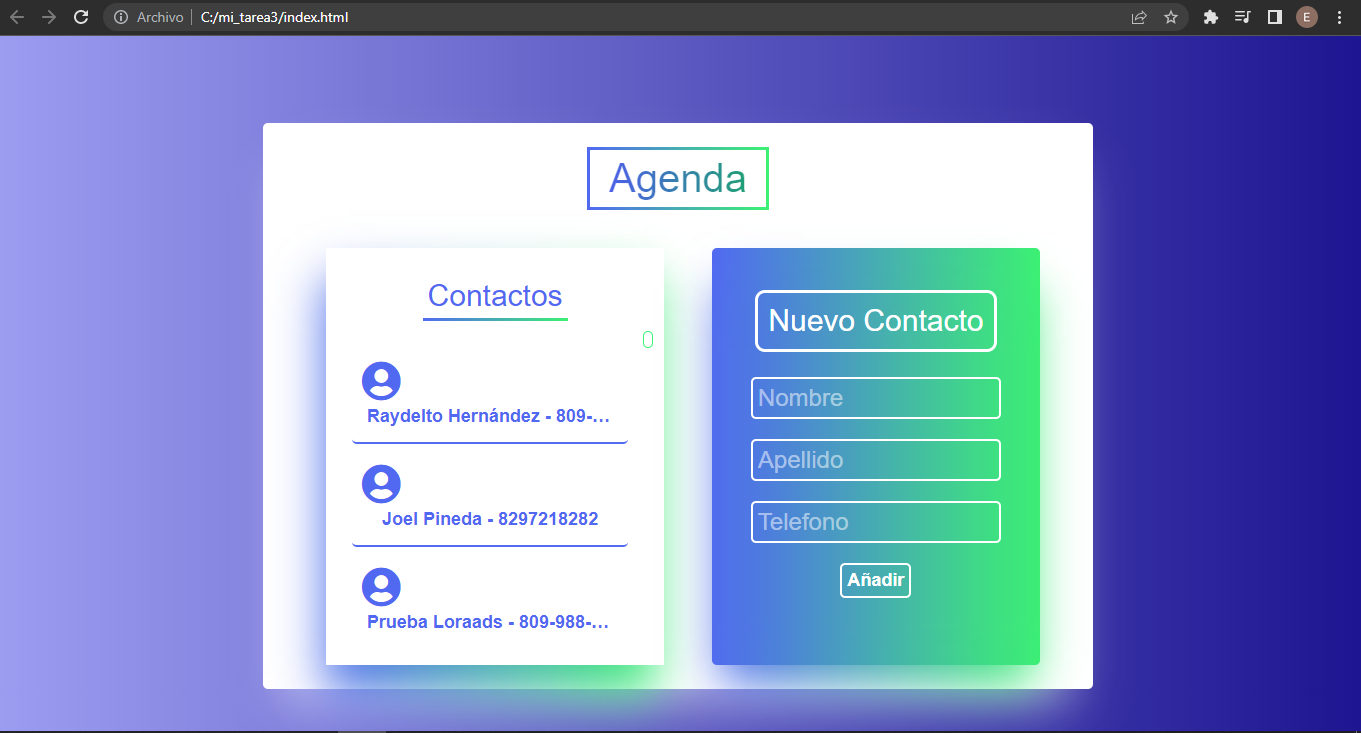 Archivo C:/mi_tarea3/index.html
E
Agenda
Contactos
Raydelto Hernández - 809-...
Joel Pineda - 8297218282
Prueba Loraads - 809-988-...
Nuevo Contacto
Nombre
Apellido
Telefono
Añadir